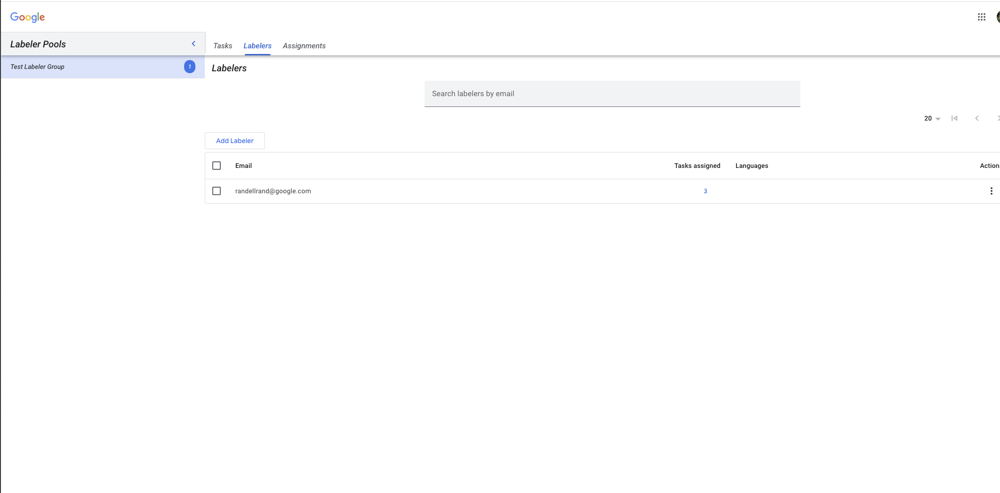 Google
Labeler Pools
Tasks Labelers Assignments
Test Labeler Group 1
Labelers
Search labelers by email
20
Add Labeler
Email Tasks assigned Languages Action
randellrand@google.com 3